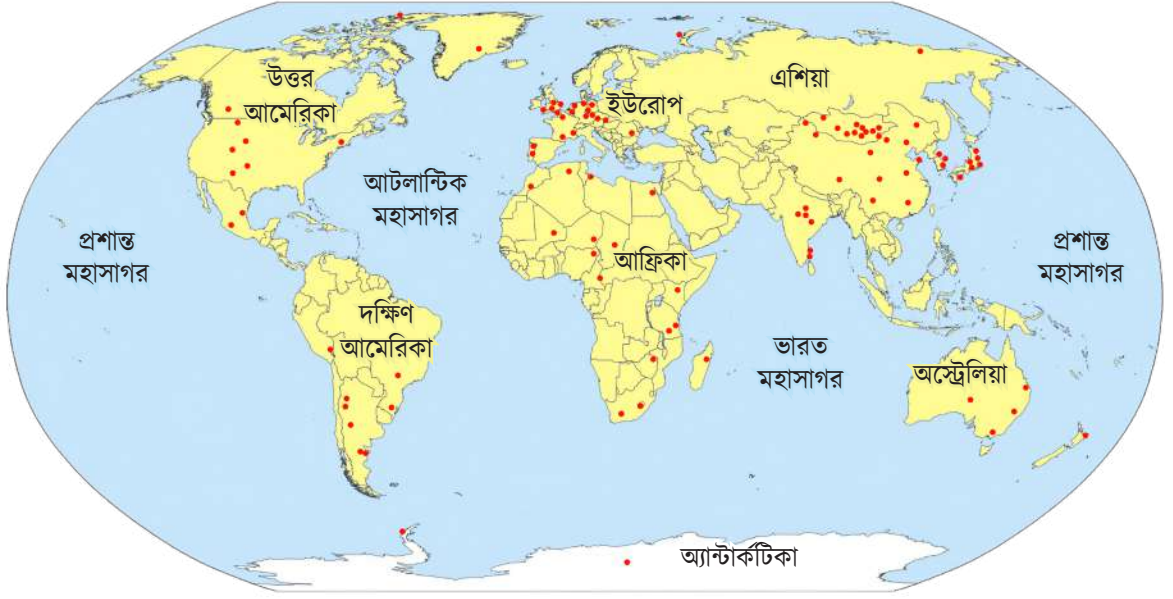 উত্তর
আমেরিকা
এশিয়া
ইউরোপ
আটলান্টিক
মহাসাগর
প্রশান্ত
মহাসাগর
আফ্রিকা
প্রশান্ত
মহাসাগর
দক্ষিণ
আমেরিকা
ভারত
মহাসাগর
অস্ট্রেলিয়া
অ্যান্টার্কটিকা